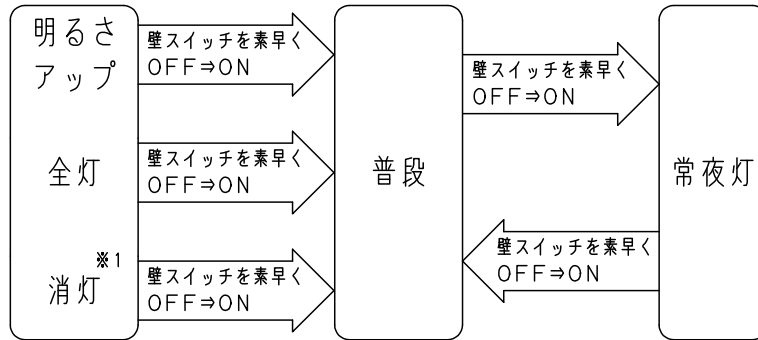 明るさ
アップ
全灯
※1
消灯
壁スイッチを素早く
OFF⇒ON
壁スイッチを素早く
OFF⇒ON
壁スイッチを素早く
OFF⇒ON
普段
壁スイッチを素早く
OFF⇒ON
壁スイッチを素早く
OFF⇒ON
常夜灯